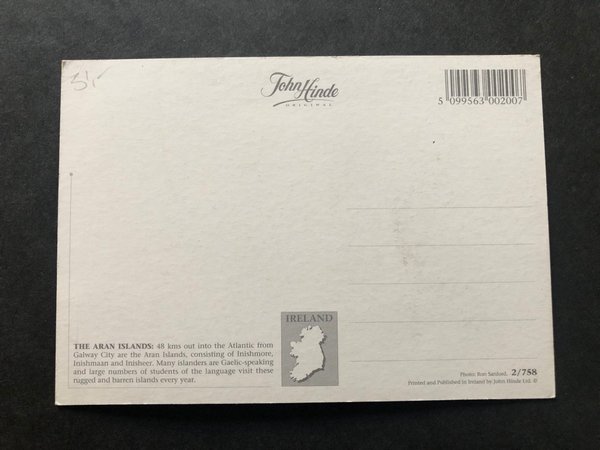 John Hinde
ORIGINAL
5 099563 002007
IRELAND
THE ARAN ISLANDS: 48 kms out into the Atlantic from
Galway City are the Aran Islands, consisting of Inishmore,
Inishmaan and Inisheer. Many islanders are Gaelic-speaking
and large numbers of students of the language visit these
rugged and barren islands every year.
Photo: Ron Sanford, 2/758
Printed and Published in Ireland by John Hinde Ltd. ©